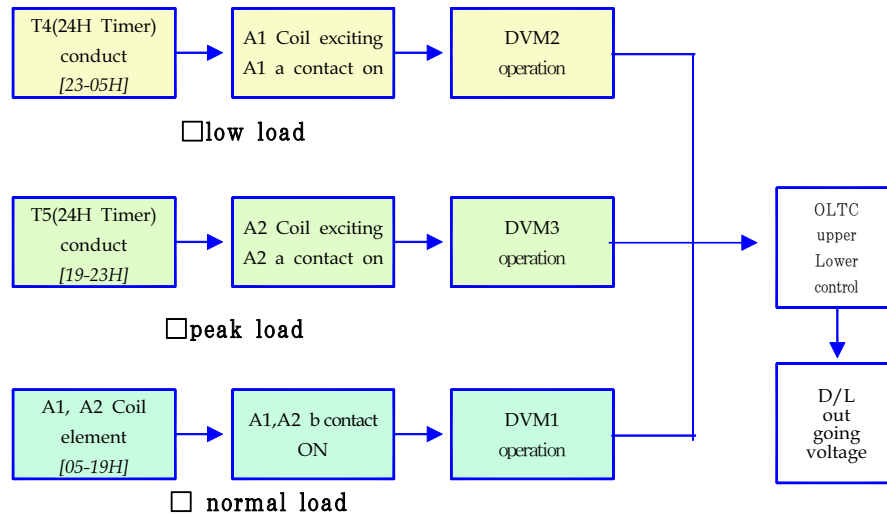 T4(24H Timer)
conduct
[23-05H]
A1 Coil exciting
A1 a contact on
DVM2
operation
□low load
T5(24H Timer)
conduct
[19-23H]
A2 Coil exciting
A2 a contact on
DVM3
operation
□peak load
A1, A2 Coil
element
[05-19H]
A1,A2 b contact
ON
DVM1
operation
□ normal load
OLTC
upper
Lower
control
D/L
out
going
voltage